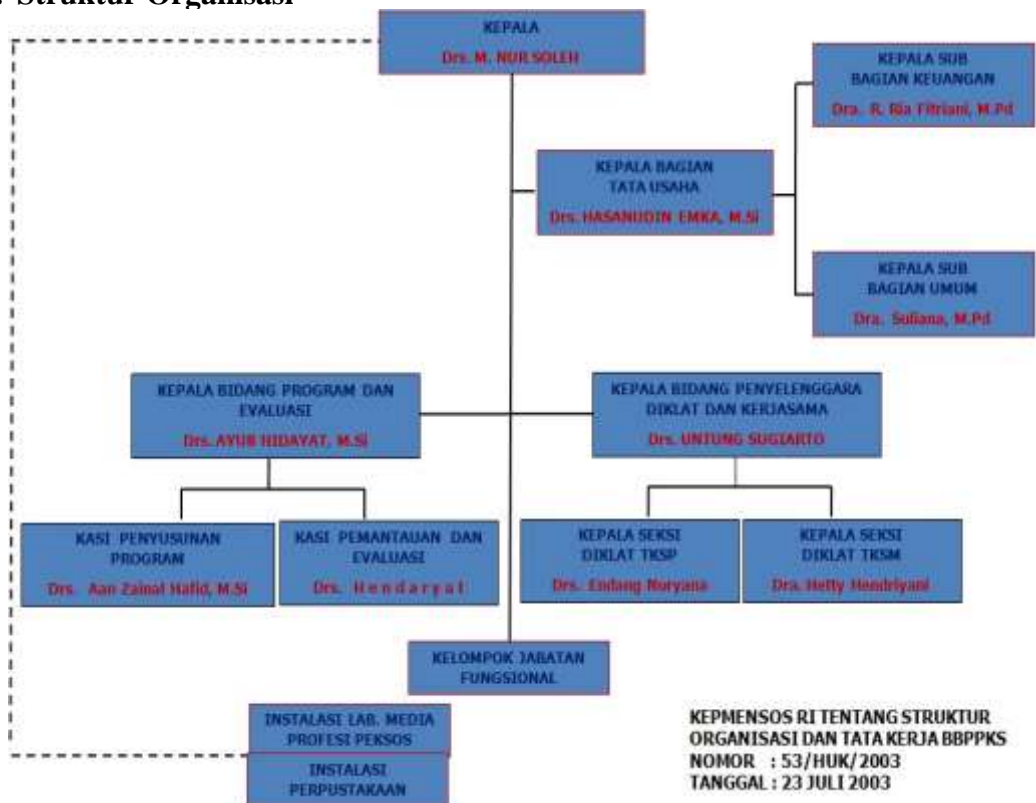 Struktur Organisasi
KEPALA
Drs. M. NUR SOLEH
KEPALA SUB
BAGIAN KEUANGAN
Dra. R. Ria Fitriani, M.Pd
KEPALA BAGIAN
TATA USAHA
Drs. HASANUDIN EMKA, M.Si
KEPALA SUB
BAGIAN UMUM
Dra. Suliana, M.Pd
KEPALA BIDANG PROGRAM DAN
EVALUASI
Drs. AYUB HIDAYAT, M.Si
KEPALA BIDANG PENYELENGGARA
DIKLAT DAN KERJASAMA
Drs. UNTUNG SUGIARTO
KASI PENYUSUNAN
PROGRAM
Drs. Aan Zainal Hafid, M.Si
KASI PEMANTAUAN DAN
EVALUASI
Drs. H e n d a r y a t
KEPALA SEKSI
DIKLAT TKSP
Drs. Endang Nuryana
KEPALA SEKSI
DIKLAT TKSM
Dra. Hetty Hendriyani
KELOMPOK JABATAN
FUNGSIONAL
INSTALASI LAB. MEDIA
PROFESI PEKSOS
INSTALASI
PERPUSTAKAAN
KEPMENSOS RI TENTANG STRUKTUR
ORGANISASI DAN TATA KERJA BBPPKS
NOMOR : 53/HUK/2003
TANGGAL : 23 JULI 2003